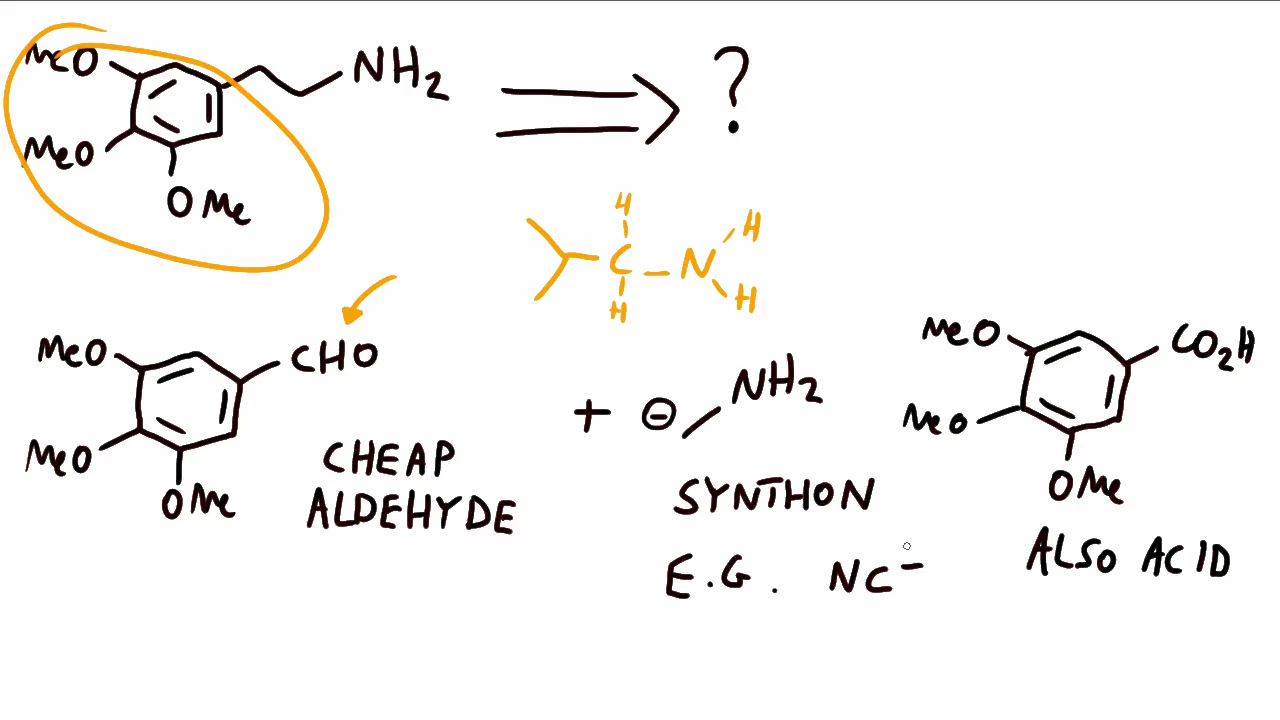 MeO
NH2
?
MeO
OMe
H
C
N
H
H
H
MeO
CHO
MeO
CO2H
NH2
+ ⊖
MeO
MeO
OMe
CHEAP
ALDEHYDE
SYNTHON
OMe
E.G. NC−
ALSO ACID